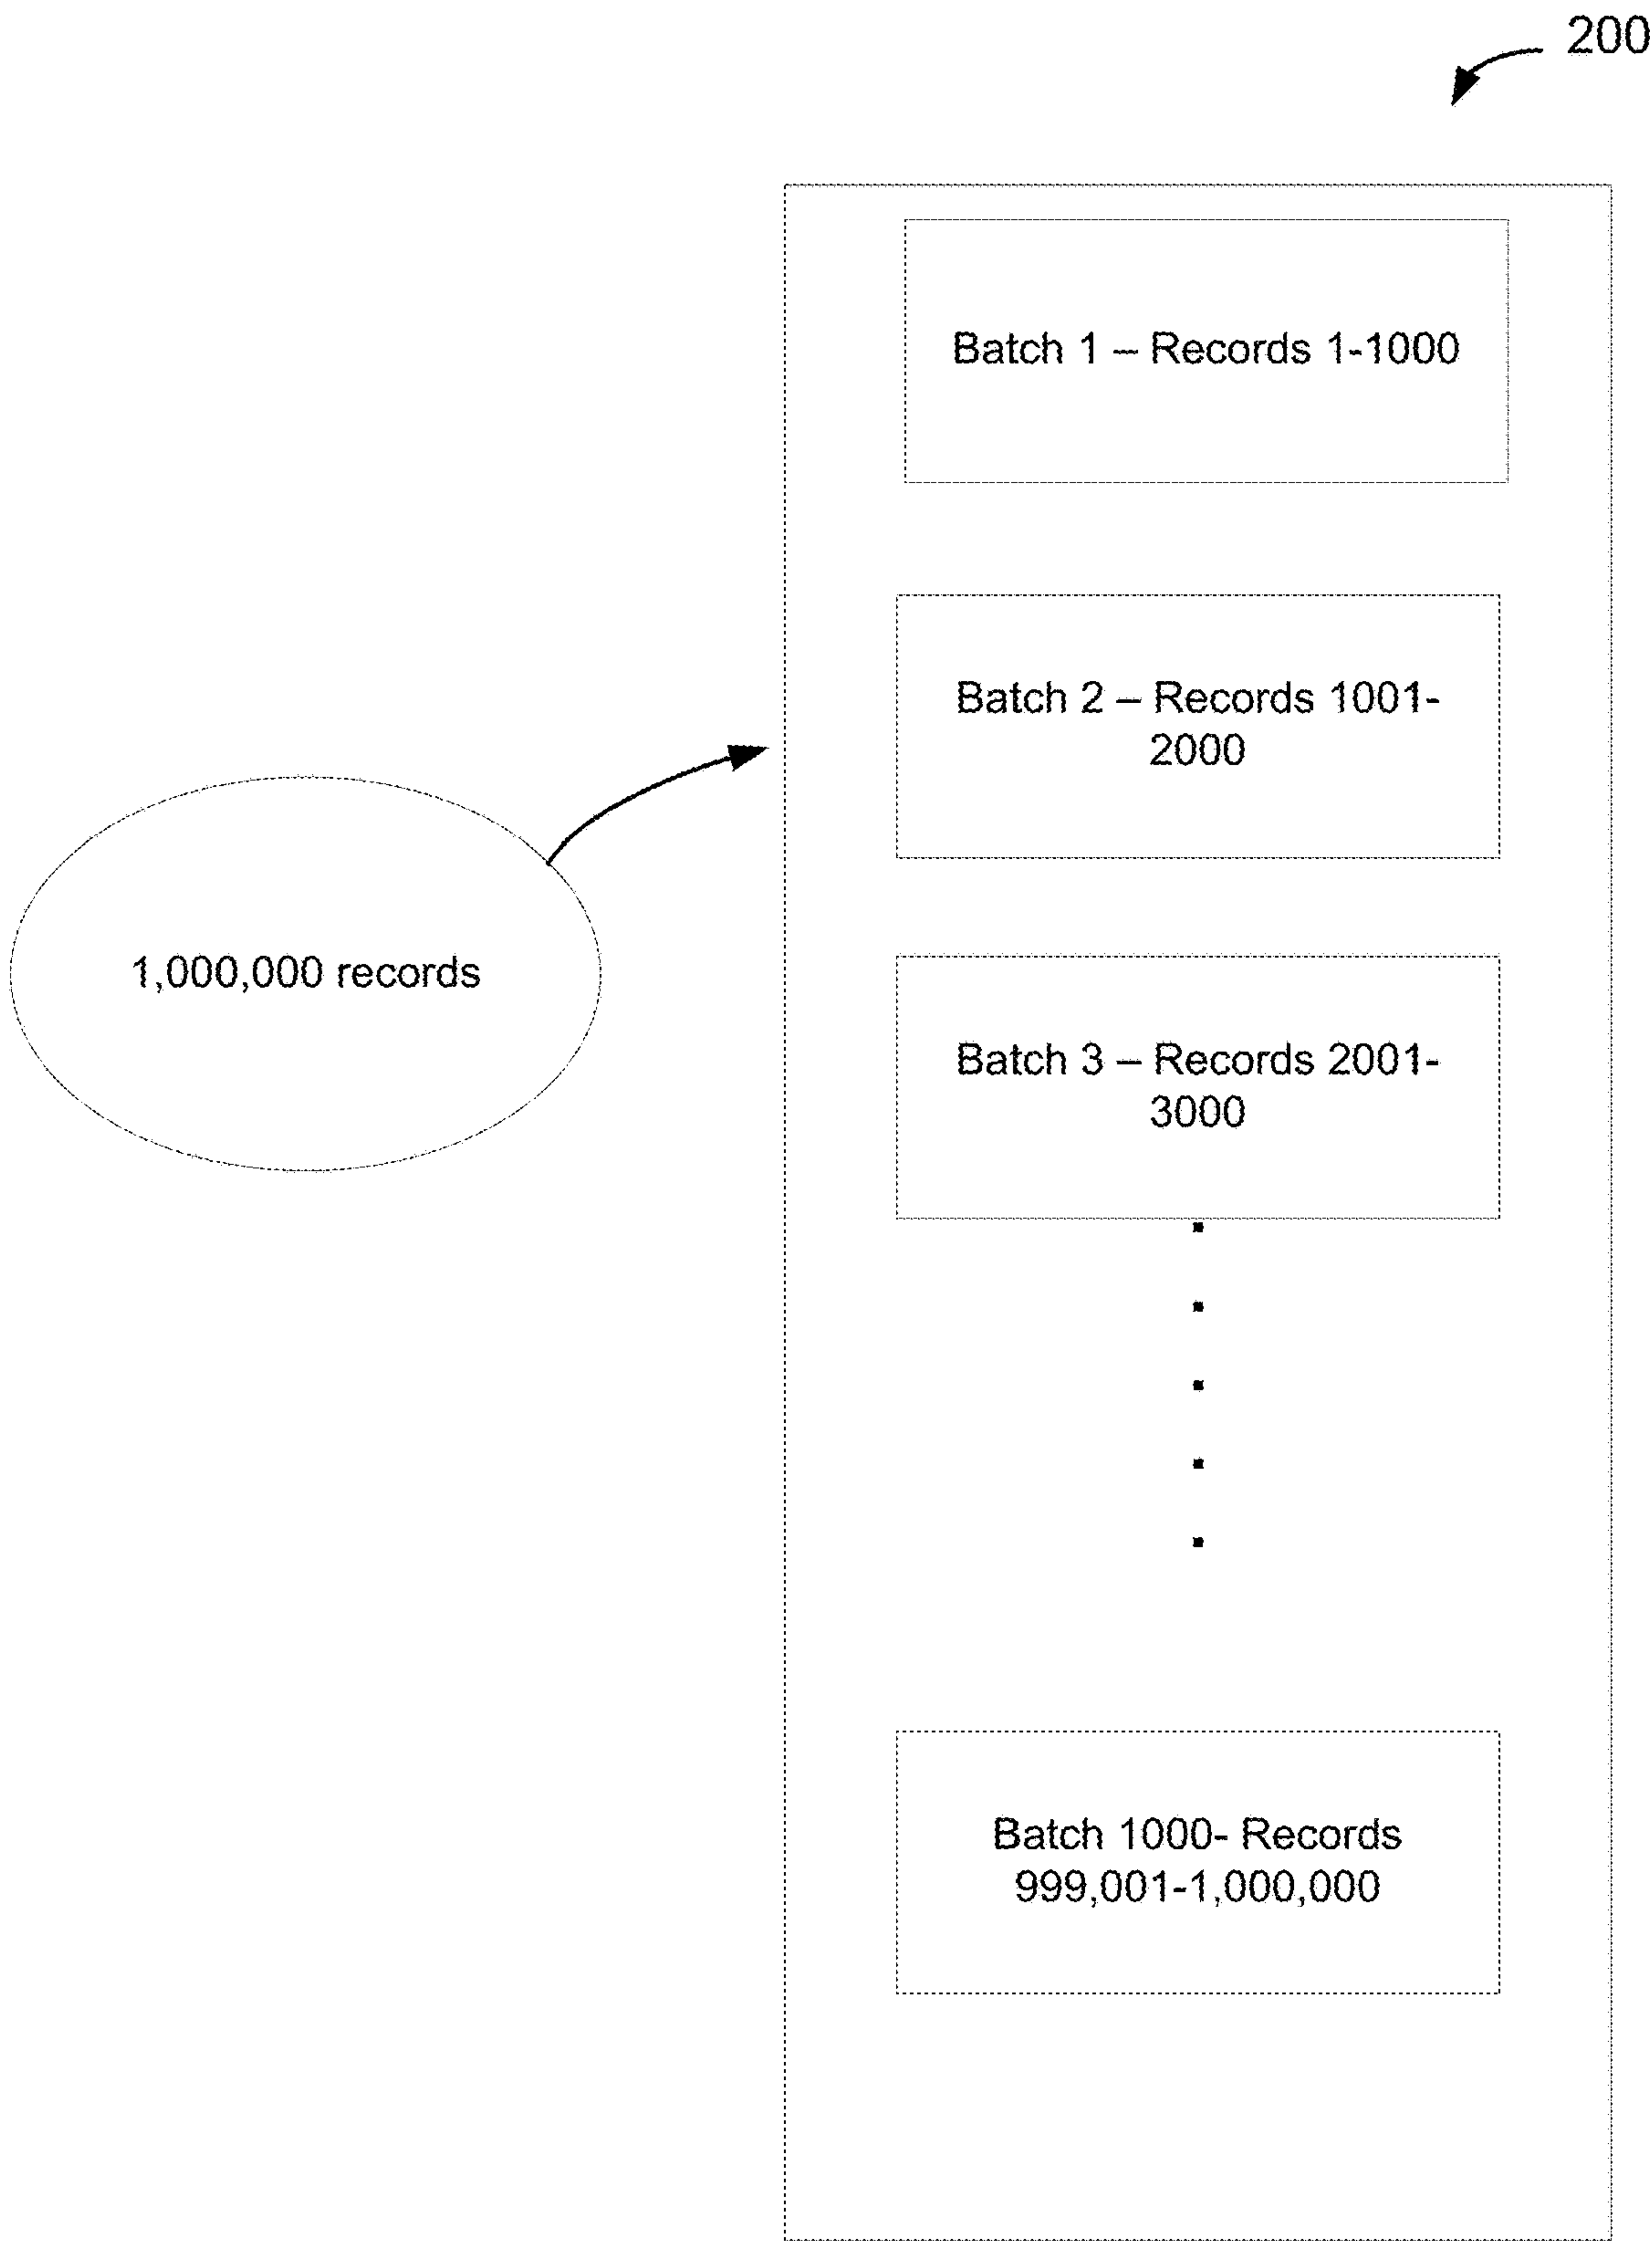 200
Batch 1 – Records 1-1000
Batch 2 – Records 1001-
2000
1,000,000 records
Batch 3 – Records 2001-
3000
Batch 1000- Records
999,001-1,000,000